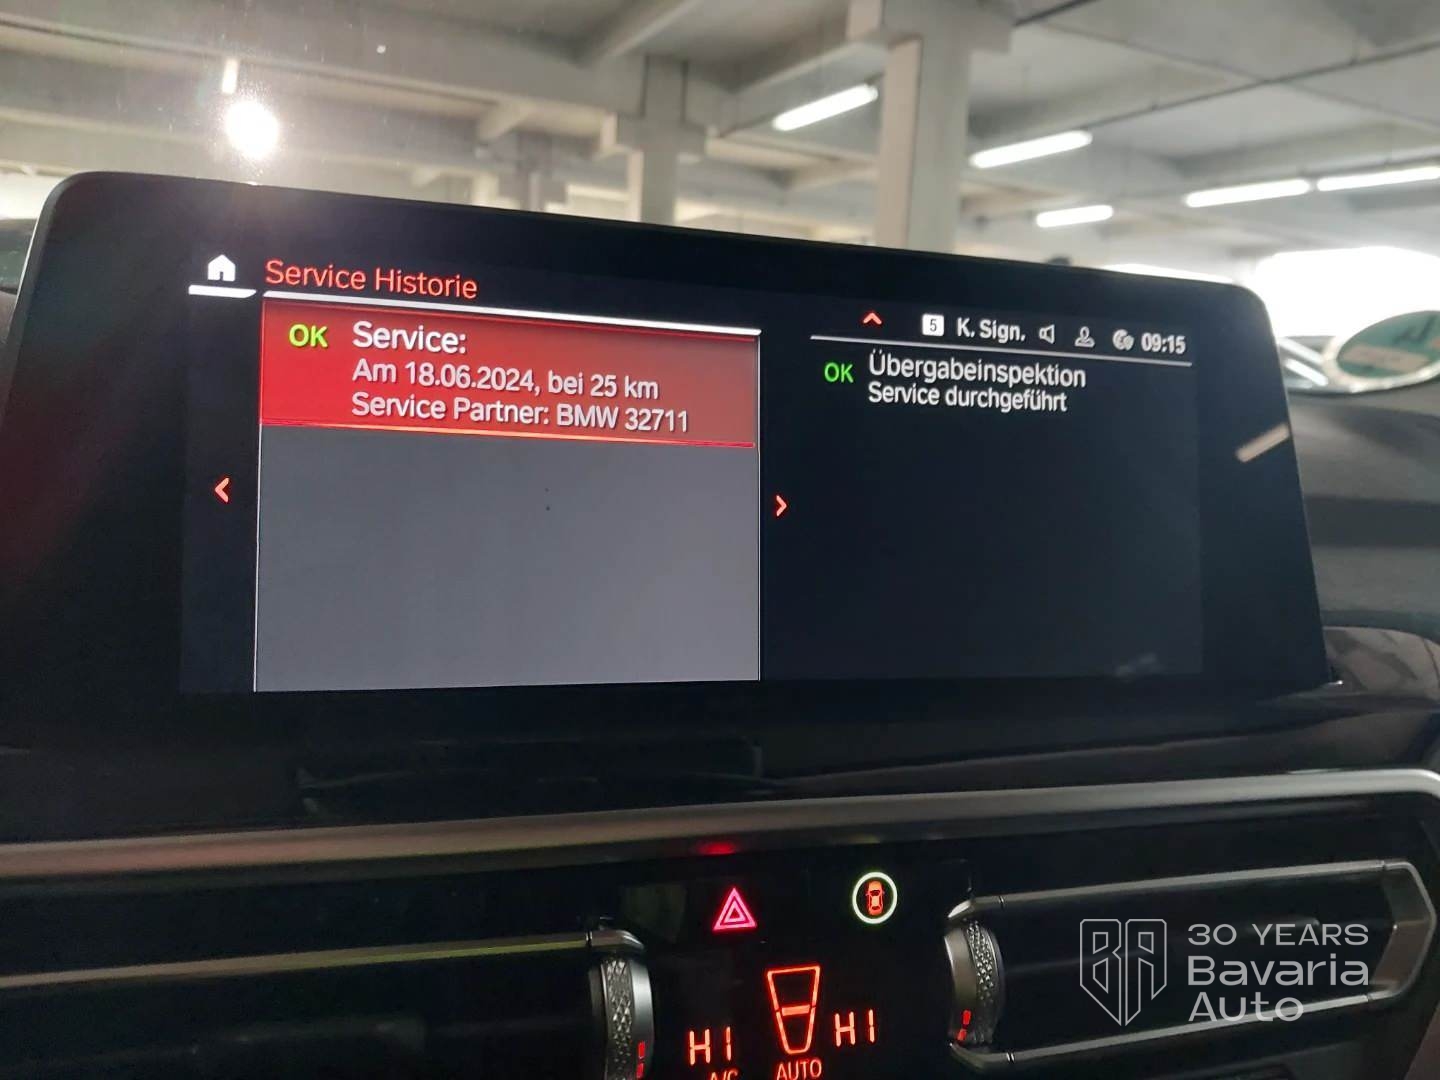 Service Historie
5 K. Sign. 09:15
OK Service:
Am 18.06.2024, bei 25 km
Service Partner: BMW 32711
OK Übergabeinspektion
Service durchgeführt
HI HI
A/C AUTO
BA
30 YEARS
Bavaria
Auto